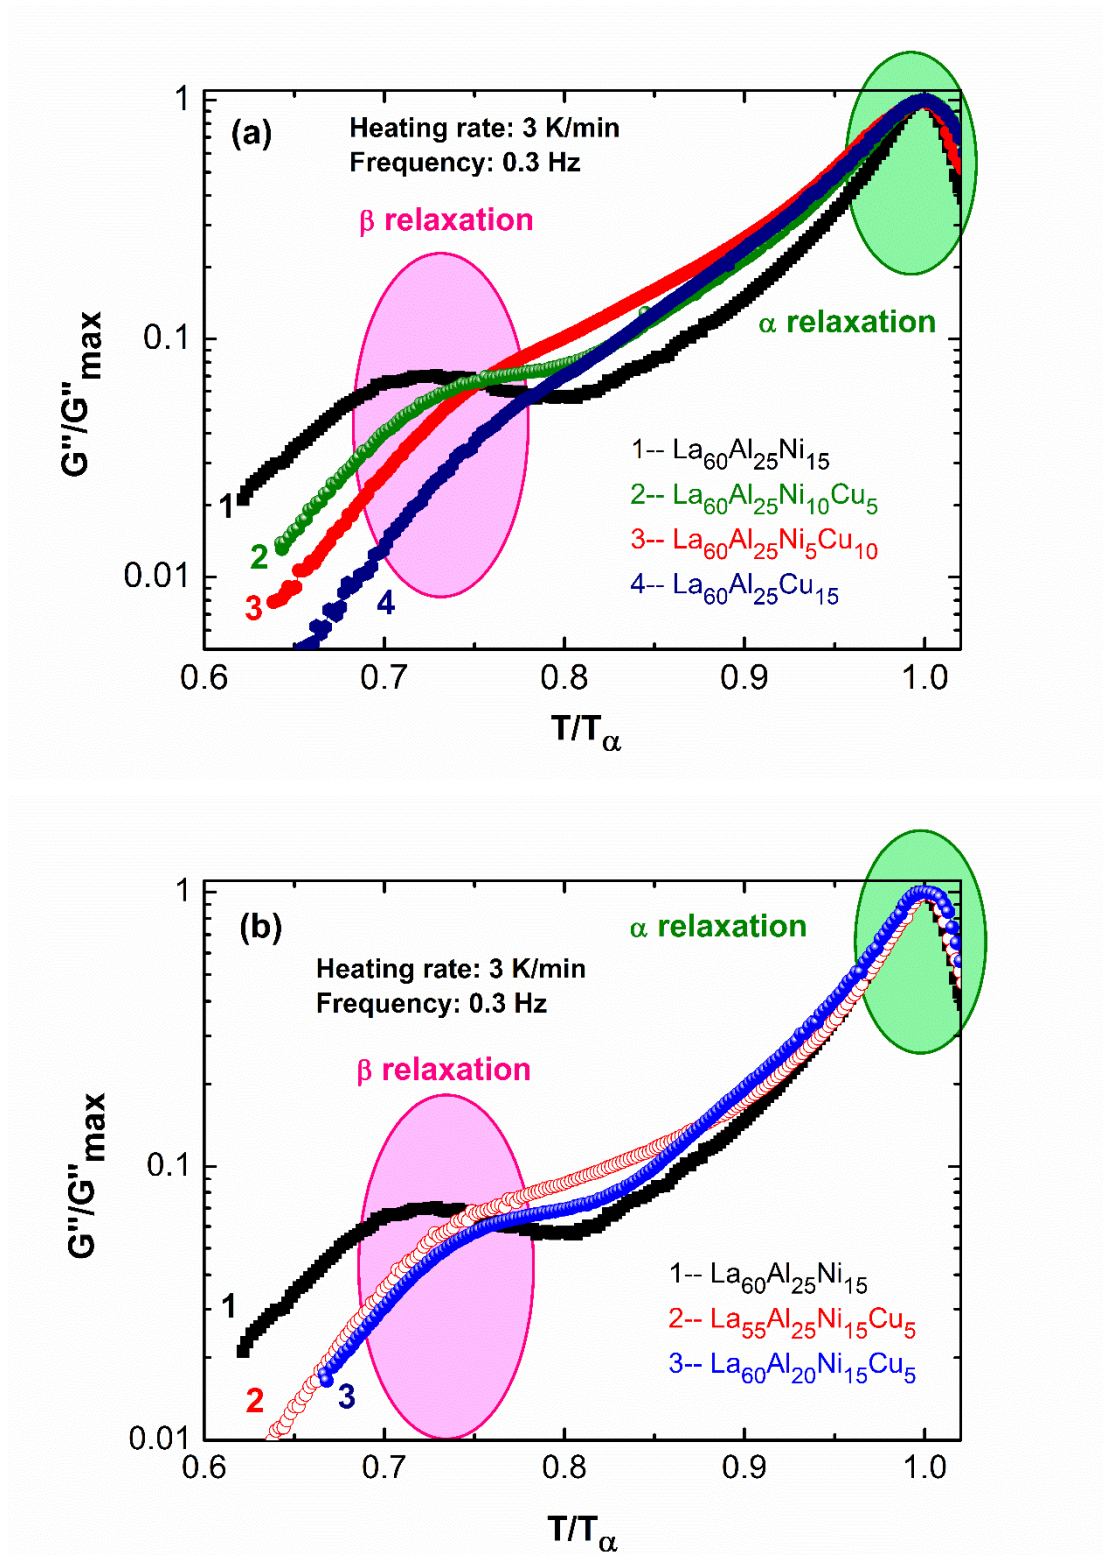 (a)
Heating rate: 3 K/min
Frequency: 0.3 Hz
β relaxation
α relaxation
1
0.1
0.01
G''/G''max
1
2
3
4
1-- La60Al25Ni15
2-- La60Al25Ni10Cu5
3-- La60Al25Ni5Cu10
4-- La60Al25Cu15
0.6 0.7 0.8 0.9 1.0
T/Tα
(b)
α relaxation
Heating rate: 3 K/min
Frequency: 0.3 Hz
β relaxation
1
0.1
0.01
G''/G''max
1
2
3
1-- La60Al25Ni15
2-- La55Al25Ni15Cu5
3-- La60Al20Ni15Cu5
0.6 0.7 0.8 0.9 1.0
T/Tα